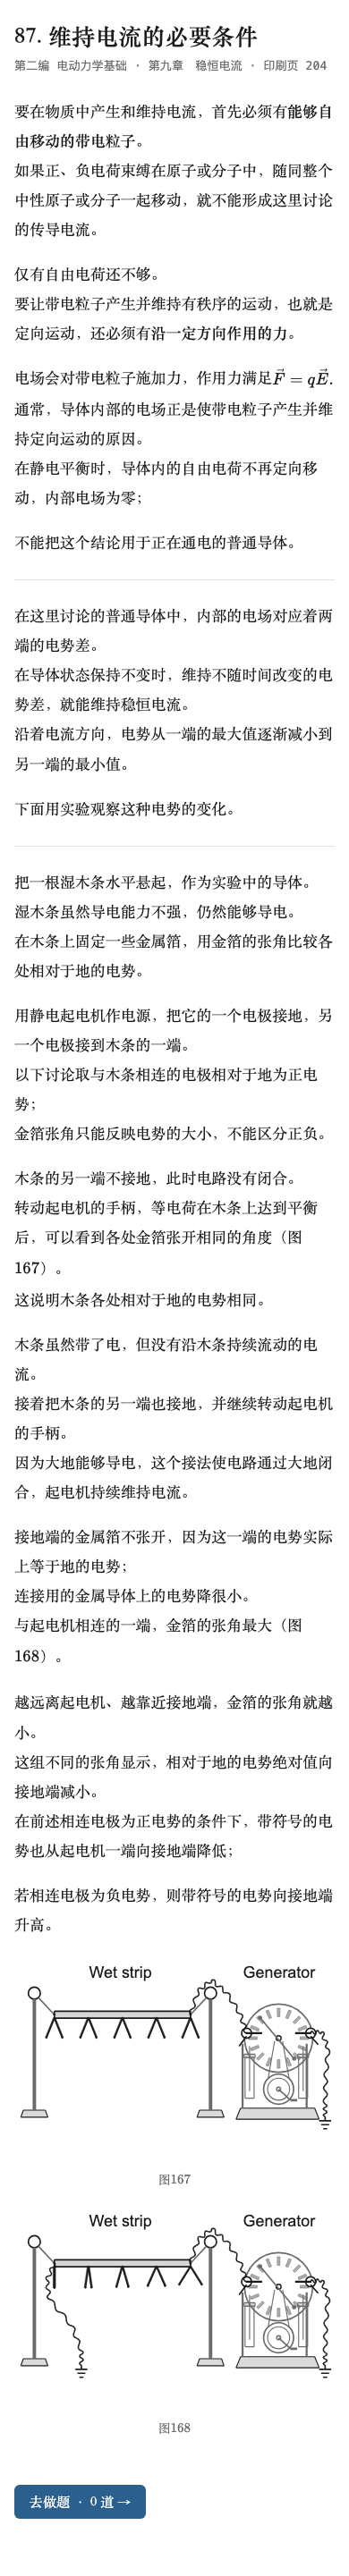 87. 维持电流的必要条件
第二编 电动力学基础 · 第九章 稳恒电流 · 印刷页 204
要在物质中产生和维持电流，首先必须有能够自
由移动的带电粒子。
如果正、负电荷束缚在原子或分子中，随同整个
中性原子或分子一起移动，就不能形成这里讨论
的传导电流。
仅有自由电荷还不够。
要让带电粒子产生并维持有秩序的运动，也就是
定向运动，还必须有沿一定方向作用的力。
电场会对带电粒子施加力，作用力满足$\vec{F} = q\vec{E}$.
通常，导体内部的电场正是使带电粒子产生并维
持定向运动的原因。
在静电平衡时，导体内的自由电荷不再定向移
动，内部电场为零；
不能把这个结论用于正在通电的普通导体。
在这里讨论的普通导体中，内部的电场对应着两
端的电势差。
在导体状态保持不变时，维持不随时间改变的电
势差，就能维持稳恒电流。
沿着电流方向，电势从一端的最大值逐渐减小到
另一端的最小值。
下面用实验观察这种电势的变化。
把一根湿木条水平悬起，作为实验中的导体。
湿木条虽然导电能力不强，仍然能够导电。
在木条上固定一些金属箔，用金箔的张角比较各
处相对于地的电势。
用静电起电机作电源，把它的一个电极接地，另
一个电极接到木条的一端。
以下讨论取与木条相连的电极相对于地为正电
势；
金箔张角只能反映电势的大小，不能区分正负。
木条的另一端不接地，此时电路没有闭合。
转动起电机的手柄，等电荷在木条上达到平衡
后，可以看到各处金箔张开相同的角度（图
167）。
这说明木条各处相对于地的电势相同。
木条虽然带了电，但没有沿木条持续流动的电
流。
接着把木条的另一端也接地，并继续转动起电机
的手柄。
因为大地能够导电，这个接法使电路通过大地闭
合，起电机持续维持电流。
接地端的金属箔不张开，因为这一端的电势实际
上等于地的电势；
连接用的金属导体上的电势降很小。
与起电机相连的一端，金箔的张角最大（图
168）。
越远离起电机、越靠近接地端，金箔的张角就越
小。
这组不同的张角显示，相对于地的电势绝对值向
接地端减小。
在前述相连电极为正电势的条件下，带符号的电
势也从起电机一端向接地端降低；
若相连电极为负电势，则带符号的电势向接地端
升高。
Wet strip Generator
图167
Wet strip Generator
图168
去做题 · 0 道 →